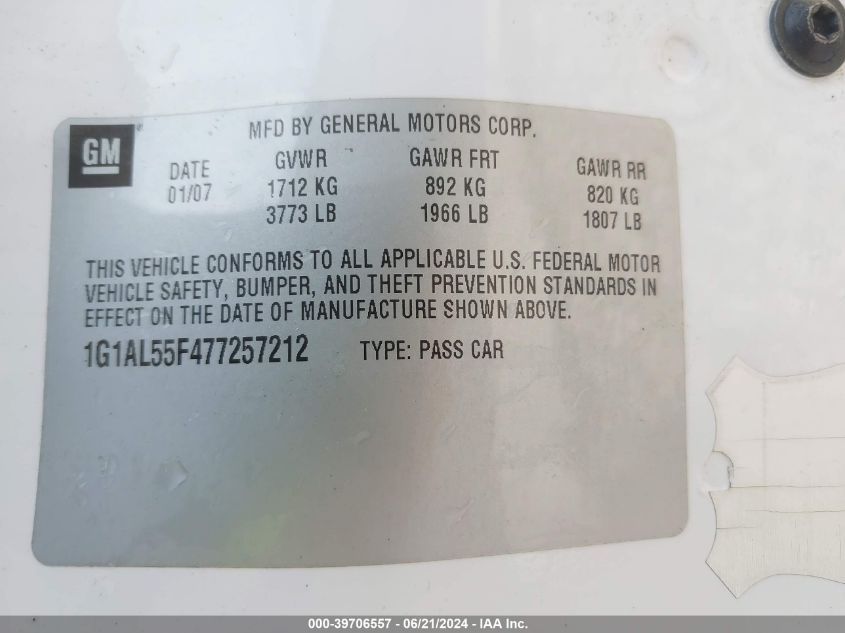 MFD BY GENERAL MOTORS CORP.
GM
DATE GVWR GAWR FRT GAWR RR
01/07 1712 KG 892 KG 820 KG
3773 LB 1966 LB 1807 LB
THIS VEHICLE CONFORMS TO ALL APPLICABLE U.S. FEDERAL MOTOR
VEHICLE SAFETY, BUMPER, AND THEFT PREVENTION STANDARDS IN
EFFECT ON THE DATE OF MANUFACTURE SHOWN ABOVE.
1G1AL55F477257212 TYPE: PASS CAR
000-39706557 - 06/21/2024 - IAA Inc.